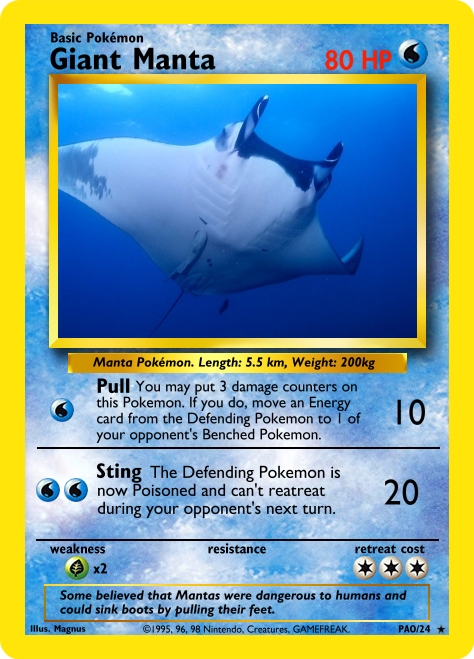 Basic Pokémon
Giant Manta
80 HP
Manta Pokémon. Length: 5.5 km, Weight: 200kg
Pull You may put 3 damage counters on
this Pokemon. If you do, move an Energy
card from the Defending Pokemon to 1 of
your opponent's Benched Pokemon.
10
Sting The Defending Pokemon is
now Poisoned and can't reatreat
during your opponent's next turn.
20
weakness
resistance
retreat cost
x2
Some believed that Mantas were dangerous to humans and
could sink boots by pulling their feet.
Illus. Magnus
©1995, 96, 98 Nintendo, Creatures, GAMEFREAK.
PAO/24 ★